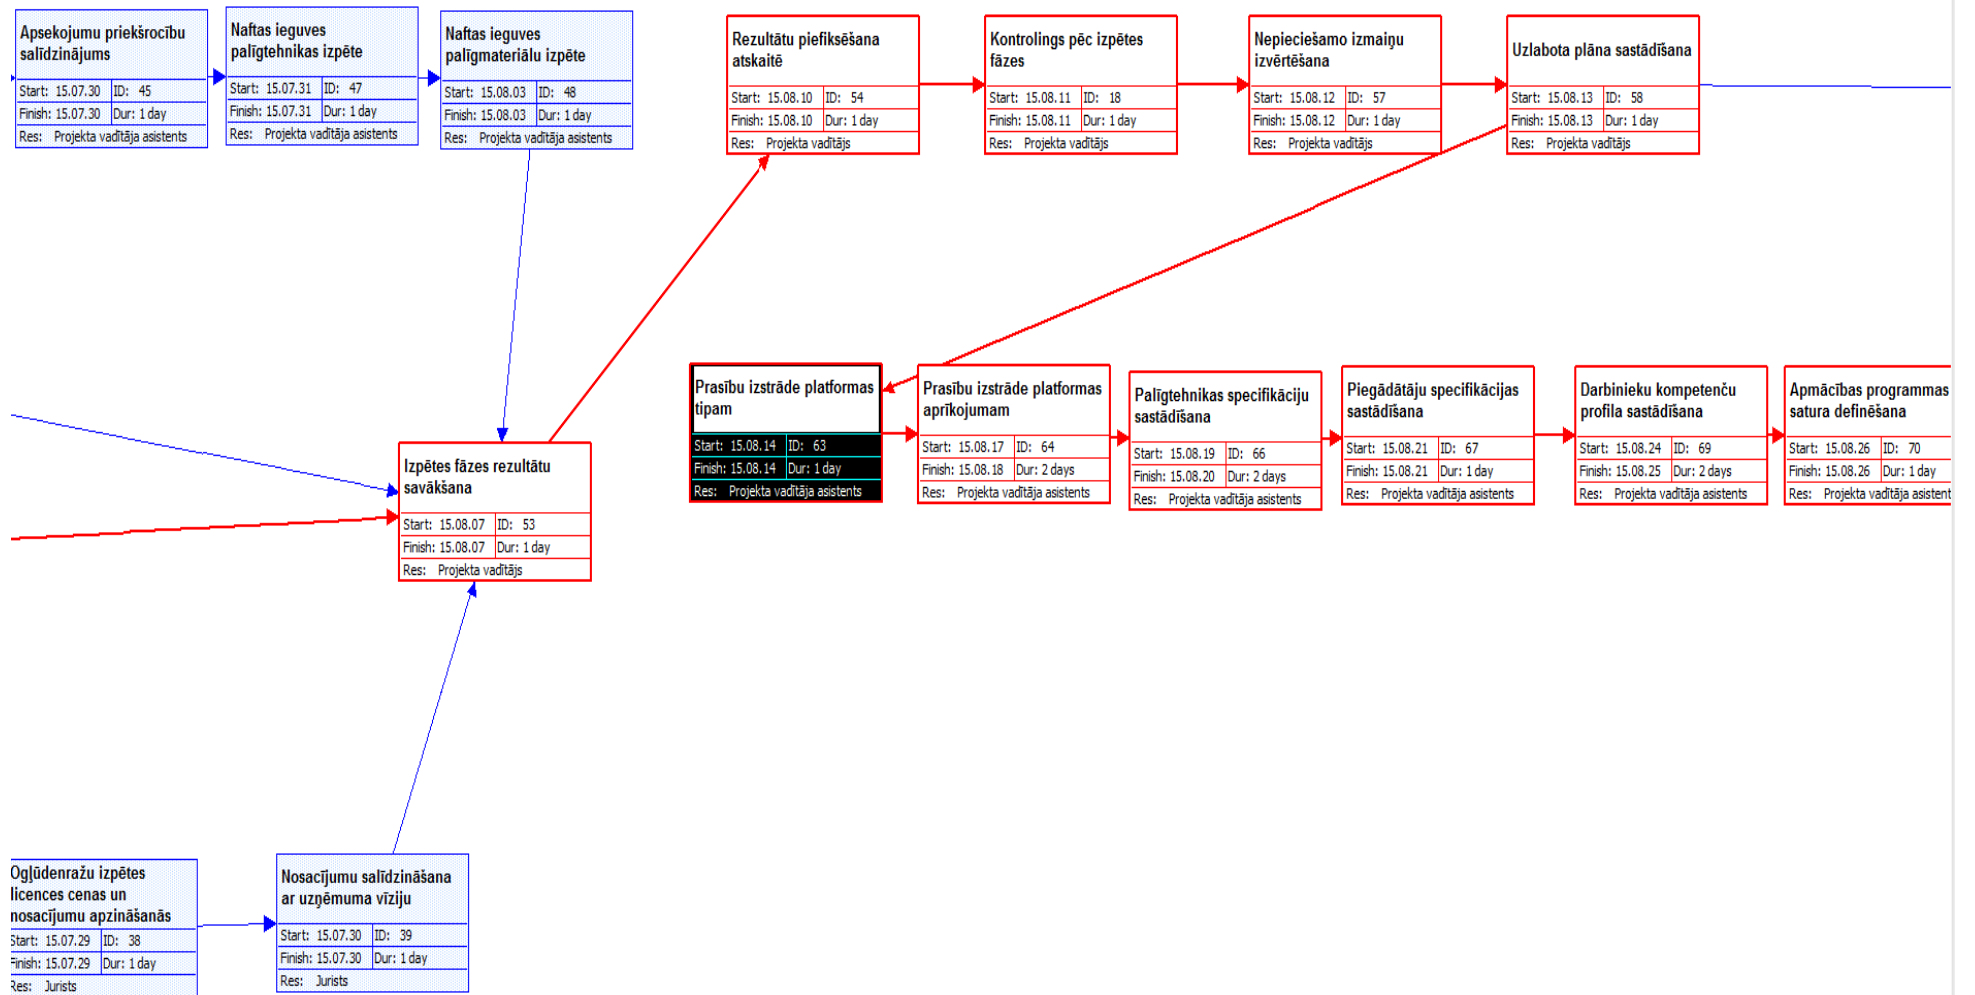 Apsekojumu priekšrocību
salīdzinājums
Start: 15.07.30 ID: 45
Finish: 15.07.30 Dur: 1 day
Res: Projekta vadītāja asistents
Naftas ieguves
palīgtehnikas izpēte
Start: 15.07.31 ID: 47
Finish: 15.07.31 Dur: 1 day
Res: Projekta vadītāja asistents
Naftas ieguves
palīgmateriālu izpēte
Start: 15.08.03 ID: 48
Finish: 15.08.03 Dur: 1 day
Res: Projekta vadītāja asistents
Rezultātu piefiksēšana
atskaitē
Start: 15.08.10 ID: 54
Finish: 15.08.10 Dur: 1 day
Res: Projekta vadītājs
Kontrolings pēc izpētes
fāzes
Start: 15.08.11 ID: 18
Finish: 15.08.11 Dur: 1 day
Res: Projekta vadītājs
Nepieciešamo izmaiņu
izvērtēšana
Start: 15.08.12 ID: 57
Finish: 15.08.12 Dur: 1 day
Res: Projekta vadītājs
Uzlabota plāna sastādīšana
Start: 15.08.13 ID: 58
Finish: 15.08.13 Dur: 1 day
Res: Projekta vadītājs
Prasību izstrāde platformas
tipam
Start: 15.08.14 ID: 63
Finish: 15.08.14 Dur: 1 day
Res: Projekta vadītāja asistents
Prasību izstrāde platformas
aprīkojumam
Start: 15.08.17 ID: 64
Finish: 15.08.18 Dur: 2 days
Res: Projekta vadītāja asistents
Palīgtehnikas specifikāciju
sastādīšana
Start: 15.08.19 ID: 66
Finish: 15.08.20 Dur: 2 days
Res: Projekta vadītāja asistents
Piegādātāju specifikācijas
sastādīšana
Start: 15.08.21 ID: 67
Finish: 15.08.21 Dur: 1 day
Res: Projekta vadītāja asistents
Darbinieku kompetenču
profila sastādīšana
Start: 15.08.24 ID: 69
Finish: 15.08.25 Dur: 2 days
Res: Projekta vadītāja asistents
Apmācības programmas
satura definēšana
Start: 15.08.26 ID: 70
Finish: 15.08.26 Dur: 1 day
Res: Projekta vadītāja asistent
Izpētes fāzes rezultātu
savākšana
Start: 15.08.07 ID: 53
Finish: 15.08.07 Dur: 1 day
Res: Projekta vadītājs
Ogļūdenražu izpētes
licences cenas un
nosacījumu apzināšanās
Start: 15.07.29 ID: 38
Finish: 15.07.29 Dur: 1 day
Res: Jurists
Nosacījumu salīdzināšana
ar uzņēmuma vīziju
Start: 15.07.30 ID: 39
Finish: 15.07.30 Dur: 1 day
Res: Jurists